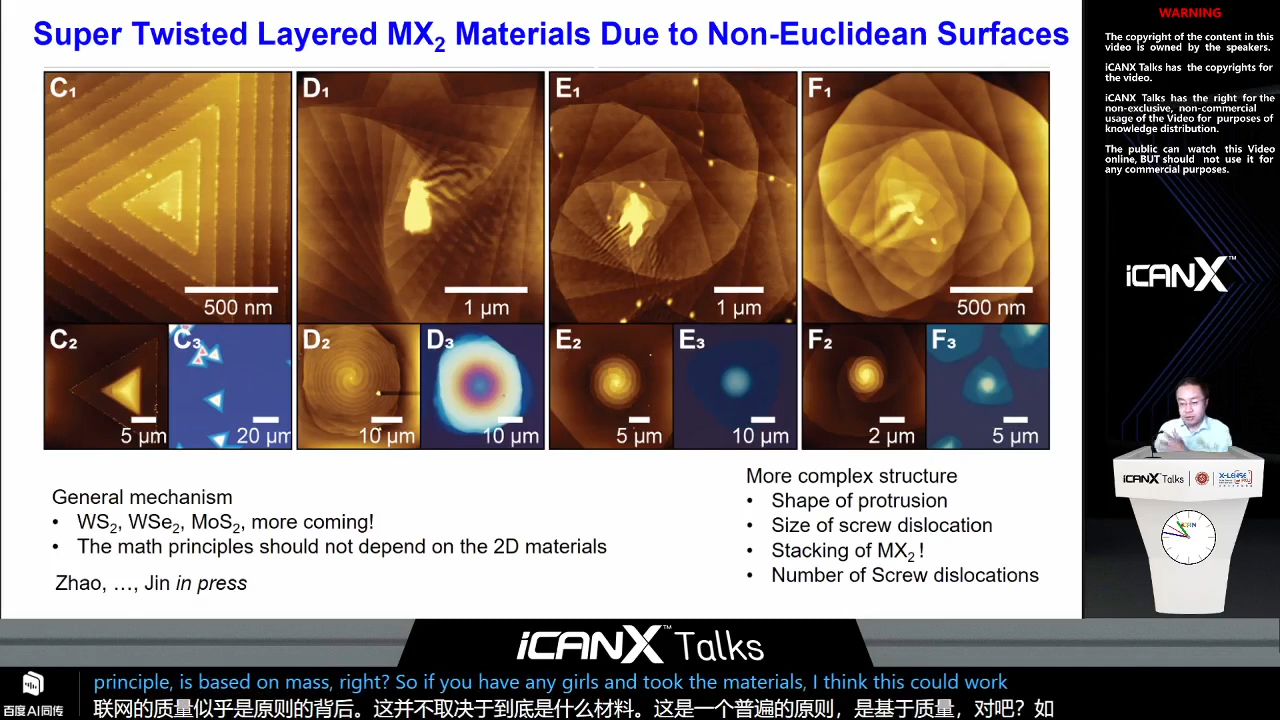 Super Twisted Layered MX2 Materials Due to Non-Euclidean Surfaces
C1
500 nm
D1
1 μm
E1
1 μm
F1
500 nm
C2
5 μm
C3
20 μm
D2
10 μm
D3
10 μm
E2
5 μm
E3
10 μm
F2
2 μm
F3
5 μm
General mechanism
• WS2, WSe2, MoS2, more coming!
• The math principles should not depend on the 2D materials
Zhao, …, Jin in press
More complex structure
• Shape of protrusion
• Size of screw dislocation
• Stacking of MX2 !
• Number of Screw dislocations
WARNING
The copyright of the content in this
video is owned by the speakers.
iCANX Talks has the copyrights for
the video.
iCANX Talks has the right for the
non-exclusive, non-commercial
usage of the Video for purposes of
knowledge distribution.
The public can watch this Video
online, BUT should not use it for
any commercial purposes.
iCANX™
iCANX Talks
iCANX™ Talks
百度AI同传
principle, is based on mass, right? So if you have any girls and took the materials, I think this could work
联网的质量似乎是原则的背后。这并不取决于到底是什么材料。这是一个普遍的原则，是基于质量，对吧？如